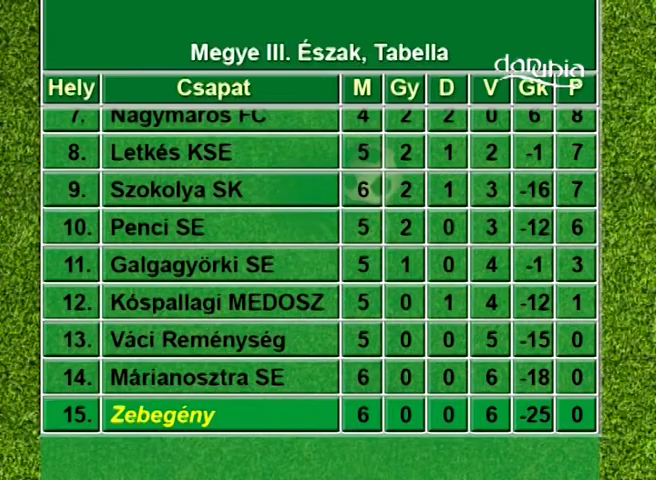 Megye III. Észak, Tabella
danubia
Hely Csapat M Gy D V Gk P
7. Nagymaros FC 4 2 2 0 6 8
8. Letkés KSE 5 2 1 2 -1 7
9. Szokolya SK 6 2 1 3 -16 7
10. Penci SE 5 2 0 3 -12 6
11. Galgagyörki SE 5 1 0 4 -1 3
12. Kóspallagi MEDOSZ 5 0 1 4 -12 1
13. Váci Reménység 5 0 0 5 -15 0
14. Márianosztra SE 6 0 0 6 -18 0
15. Zebegény 6 0 0 6 -25 0